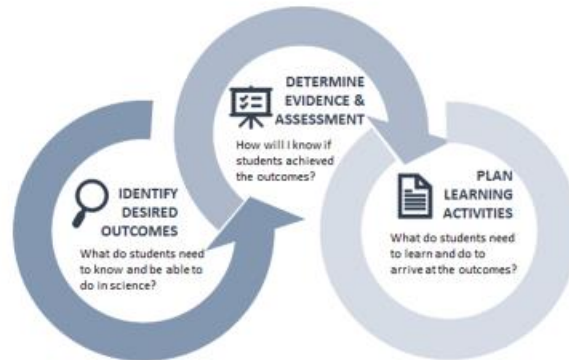 IDENTIFY
DESIRED
OUTCOMES
What do students need
to know and be able to
do in science?
DETERMINE
EVIDENCE &
ASSESSMENT
How will I know if
students achieved
the outcomes?
PLAN
LEARNING
ACTIVITIES
What do students need
to learn and do to
arrive at the outcomes?